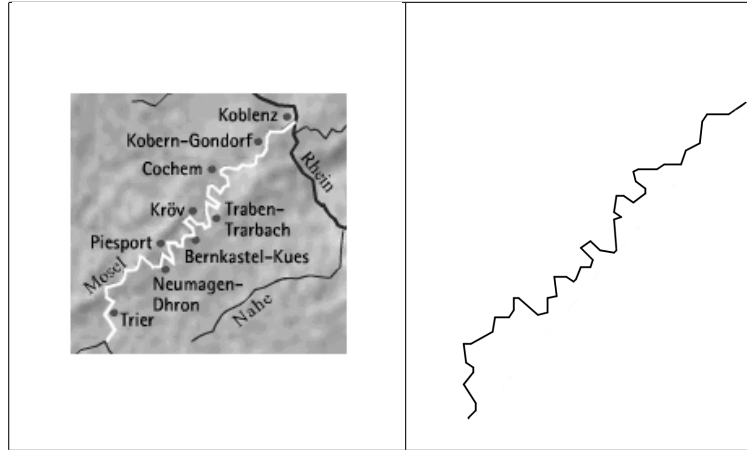 Koblenz
Kobern-Gondorf
Rhein
Cochem
Kröv
Traben-
Trarbach
Piesport
Bernkastel-Kues
Mosel
Neumagen-
Dhron
Nahe
Trier